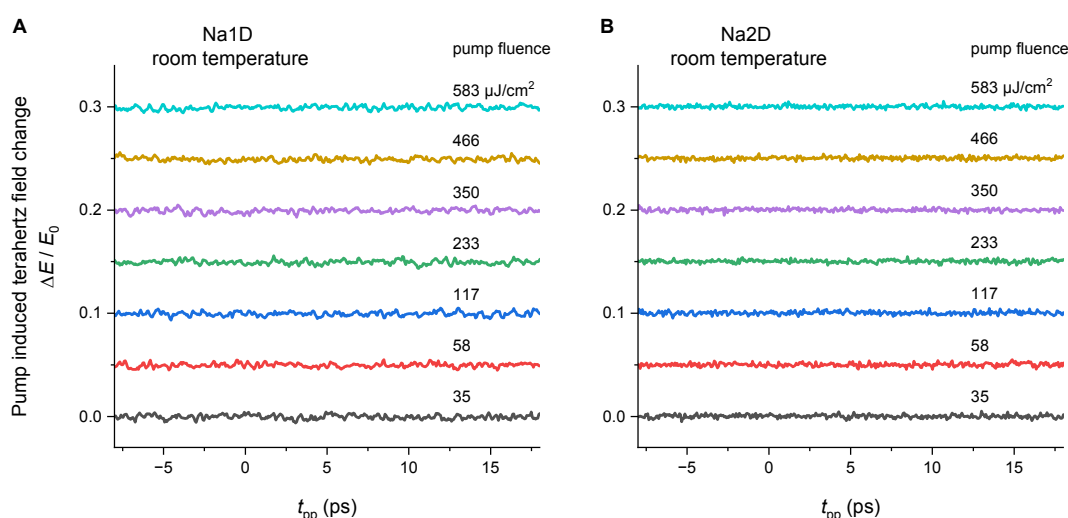 A
Na1D
room temperature
pump fluence
583 µJ/cm²
466
350
233
117
58
35
0.3
0.2
0.1
0.0
Pump induced terahertz field change
ΔE / E₀
−5
0
5
10
15
t_pp (ps)
B
Na2D
room temperature
pump fluence
583 µJ/cm²
466
350
233
117
58
35
0.3
0.2
0.1
0.0
−5
0
5
10
15
t_pp (ps)